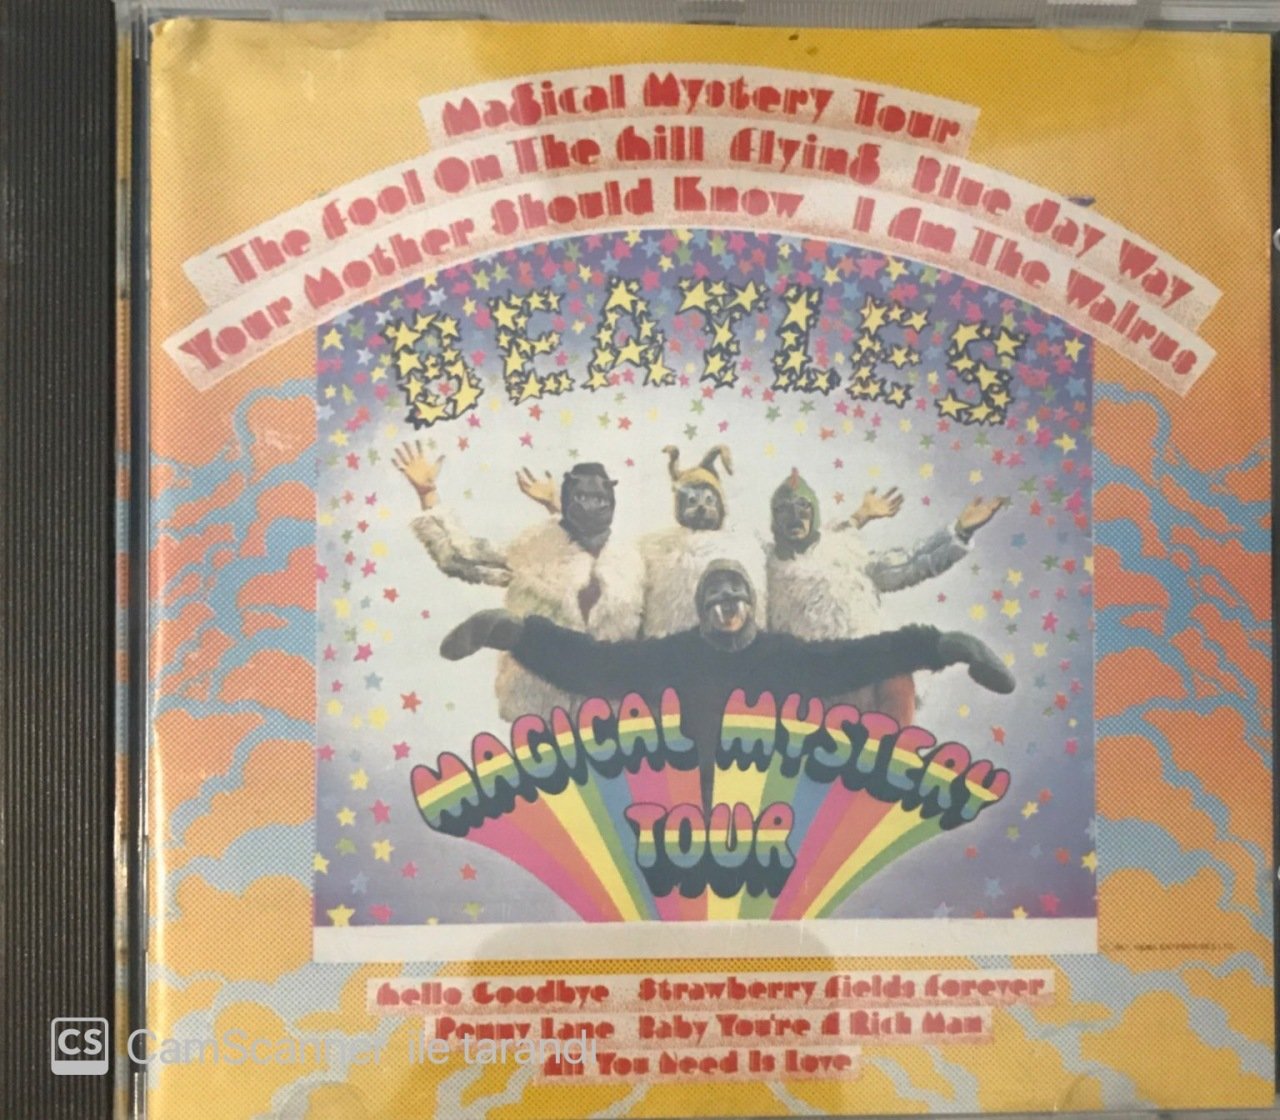 Magical Mystery Tour
The Fool On The Hill Flying Blue Jay Way
Your Mother Should Know I Am The Walrus
BEATLES
MAGICAL MYSTERY
TOUR
Hello Goodbye Strawberry Fields Forever
Penny Lane Baby You're A Rich Man
All You Need Is Love
CS CamScanner ile tarandı